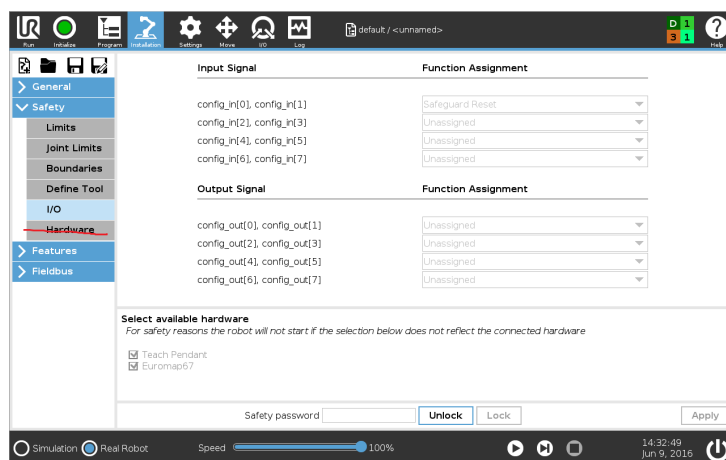 UR
Run
Initialize
Program
Installation
Settings
Move
I/O
Log
default / <unnamed>
D 1
3 1
?
Help
General
Safety
Limits
Joint Limits
Boundaries
Define Tool
I/O
Hardware
Features
Fieldbus
Input Signal Function Assignment
config_in[0], config_in[1] Safeguard Reset
config_in[2], config_in[3] Unassigned
config_in[4], config_in[5] Unassigned
config_in[6], config_in[7] Unassigned
Output Signal Function Assignment
config_out[0], config_out[1] Unassigned
config_out[2], config_out[3] Unassigned
config_out[4], config_out[5] Unassigned
config_out[6], config_out[7] Unassigned
Select available hardware
For safety reasons the robot will not start if the selection below does not reflect the connected hardware
Teach Pendant
Euromap67
Safety password Unlock Lock Apply
Simulation Real Robot Speed 100% 14:32:49
Jun 9, 2016